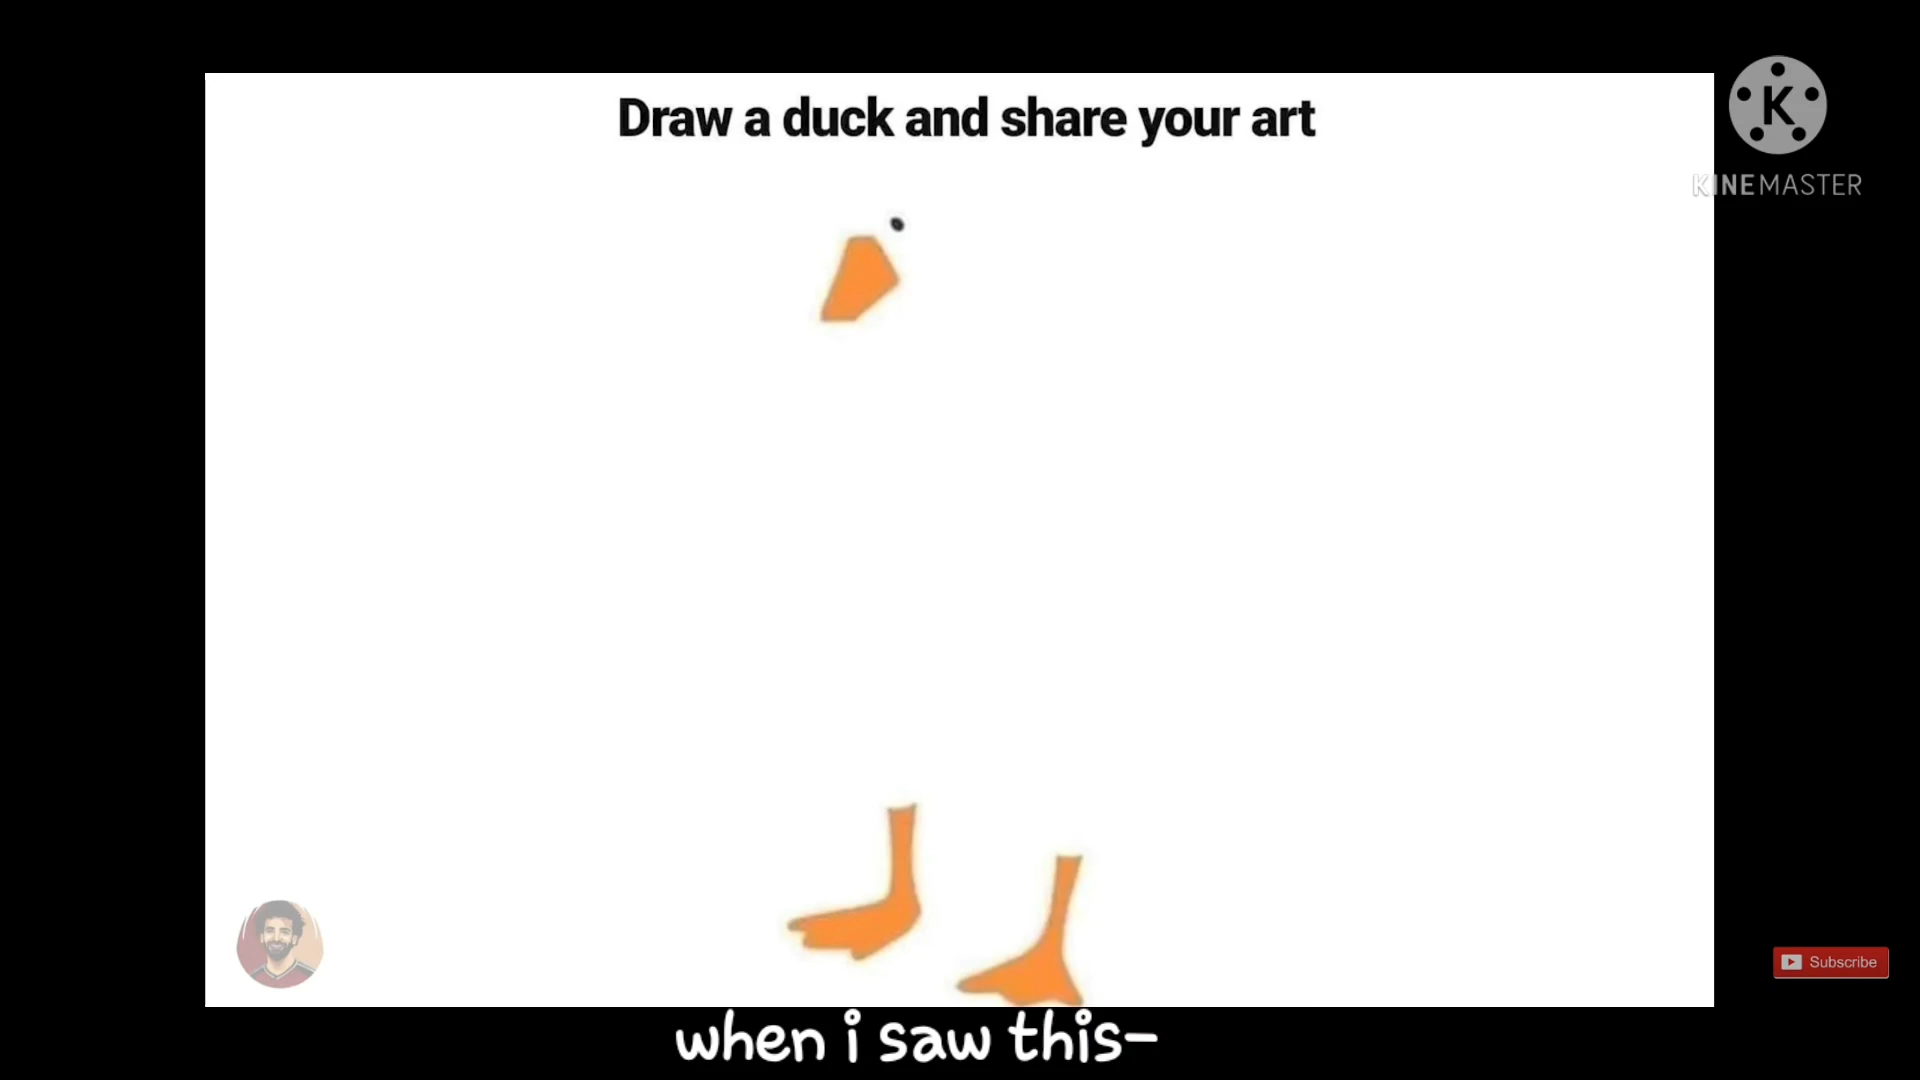 Draw a duck and share your art
K
KINEMASTER
Subscribe
when i saw this-